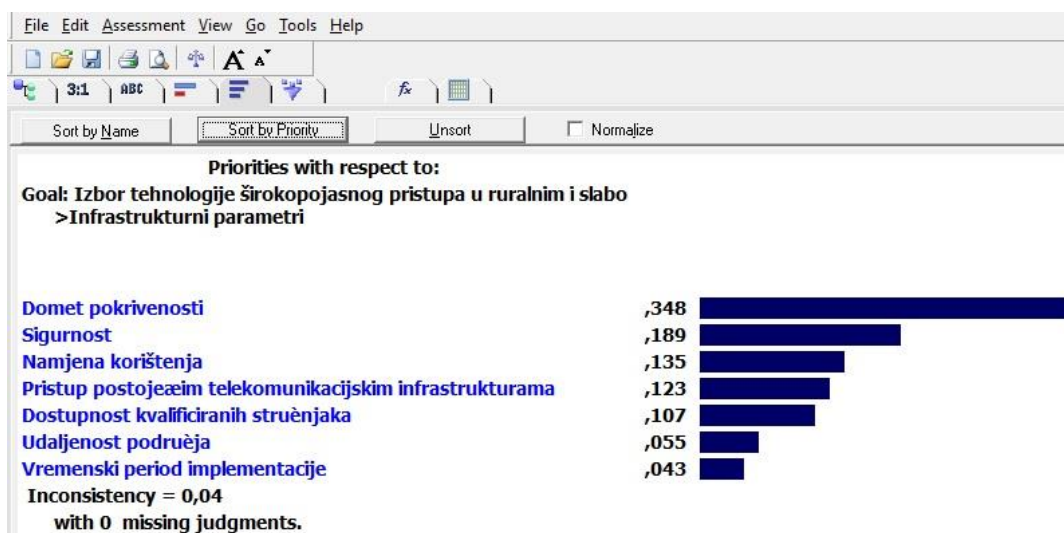 File Edit Assessment View Go Tools Help
A A
3:1 ABC fx
Sort by Name Sort by Priority Unsort Normalize
Priorities with respect to:
Goal: Izbor tehnologije širokopojasnog pristupa u ruralnim i slabo
>Infrastrukturni parametri
Domet pokrivenosti ,348
Sigurnost ,189
Namjena korištenja ,135
Pristup postojeæim telekomunikacijskim infrastrukturama ,123
Dostupnost kvalificiranih struènjaka ,107
Udaljenost podruèja ,055
Vremenski period implementacije ,043
Inconsistency = 0,04
with 0 missing judgments.